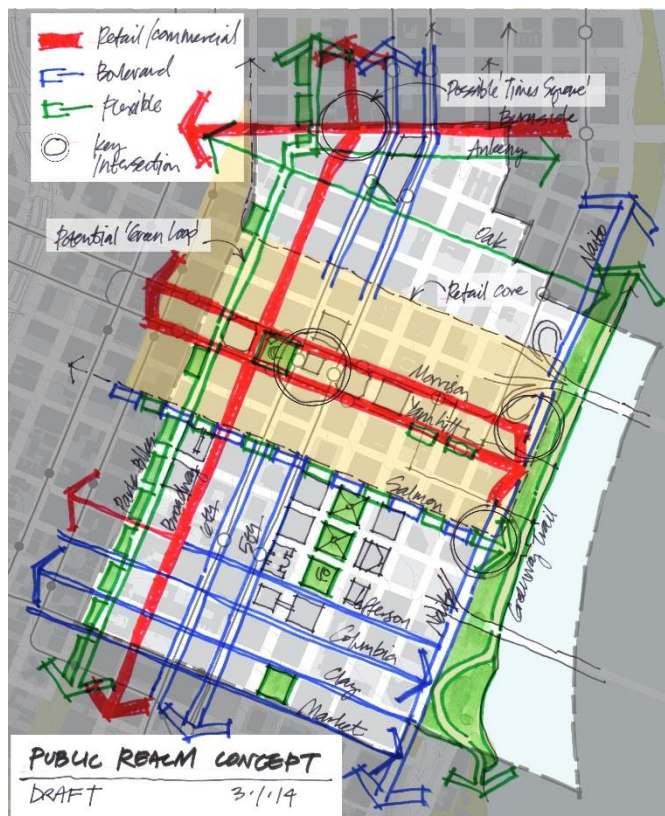 Retail/commercial
Boulevard
Flexible
Key
Intersection
Possible 'Times Square'
Burnside
Ankeny
Potential 'Green Loop'
Oak
Naito
Retail core
Morrison
Yamhill
Salmon
Park Blks
Broadway
6th
5th
Greenway trail
Naito
Jefferson
Columbia
Clay
Market
PUBLIC REALM CONCEPT
DRAFT 3.1.14